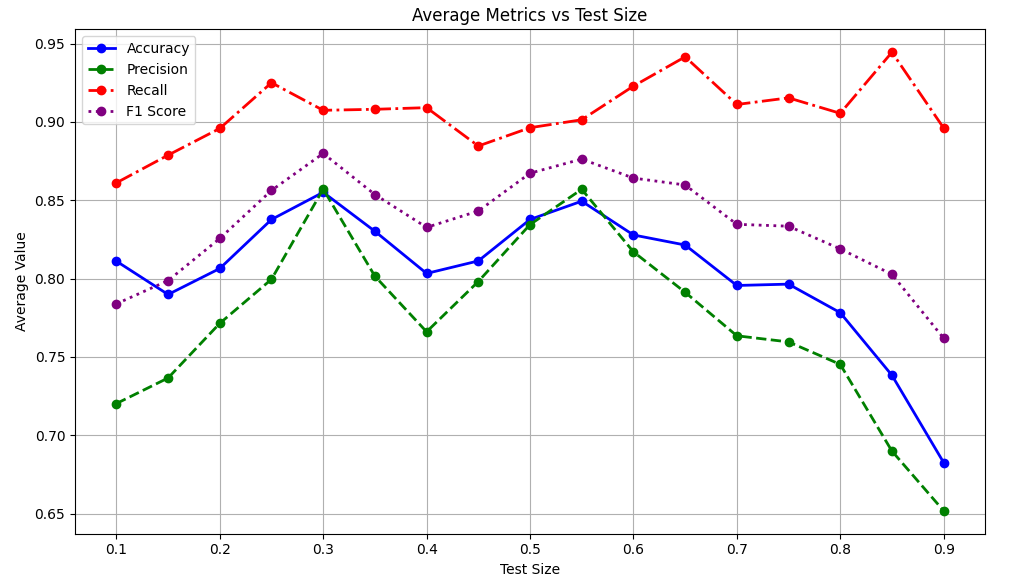 Average Metrics vs Test Size
Accuracy
Precision
Recall
F1 Score
Average Value
0.95
0.90
0.85
0.80
0.75
0.70
0.65
0.1 0.2 0.3 0.4 0.5 0.6 0.7 0.8 0.9
Test Size